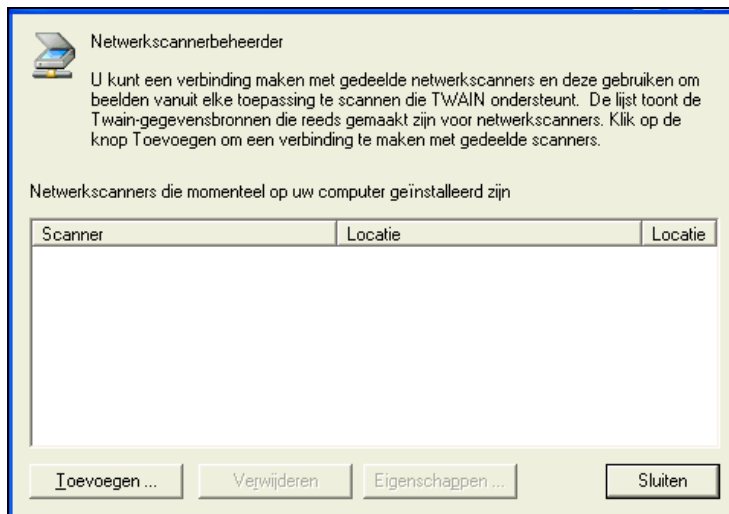 Netwerkscannerbeheerder
U kunt een verbinding maken met gedeelde netwerkscanners en deze gebruiken om
beelden vanuit elke toepassing te scannen die TWAIN ondersteunt.  De lijst toont de
Twain-gegevensbronnen die reeds gemaakt zijn voor netwerkscanners. Klik op de
knop Toevoegen om een verbinding te maken met gedeelde scanners.
Netwerkscanners die momenteel op uw computer geïnstalleerd zijn
Scanner Locatie Locatie
Toevoegen ... Verwijderen Eigenschappen ... Sluiten